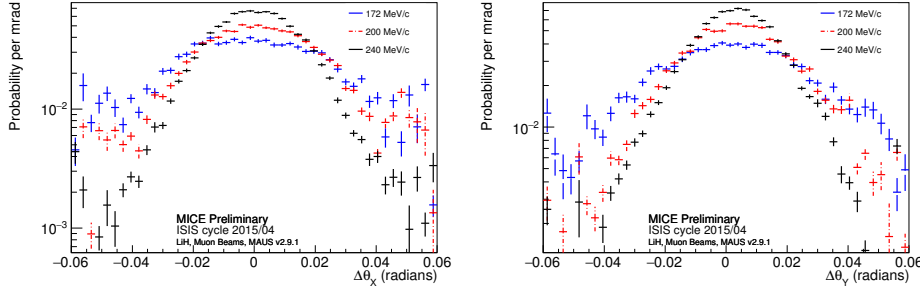 Probability per mrad
172 MeV/c
200 MeV/c
240 MeV/c
10⁻²
10⁻³
MICE Preliminary
ISIS cycle 2015/04
LiH, Muon Beams, MAUS v2.9.1
−0.06 −0.04 −0.02 0 0.02 0.04 0.06
Δθ_X (radians)
Probability per mrad
172 MeV/c
200 MeV/c
240 MeV/c
10⁻²
MICE Preliminary
ISIS cycle 2015/04
LiH, Muon Beams, MAUS v2.9.1
−0.06 −0.04 −0.02 0 0.02 0.04 0.06
Δθ_Y (radians)